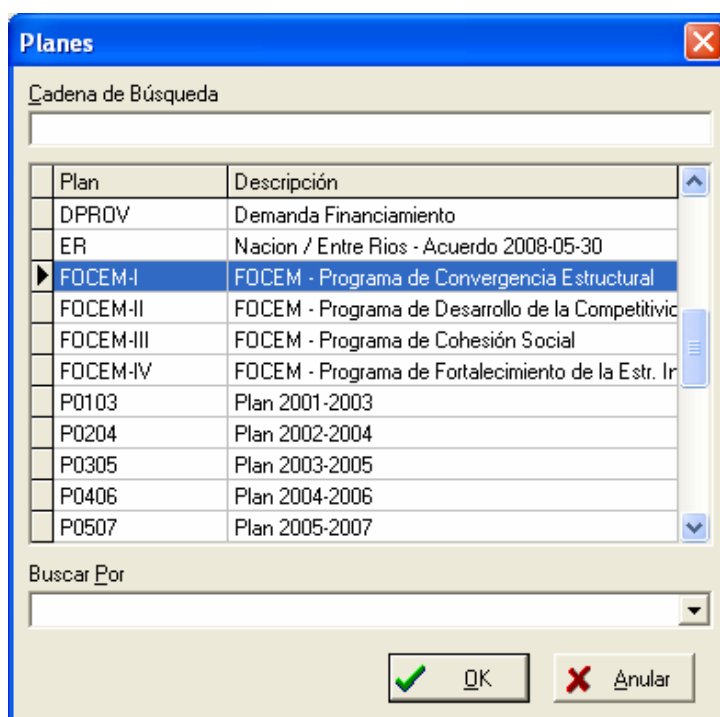 Planes
Cadena de Búsqueda
Plan Descripción
DPROV Demanda Financiamiento
ER Nacion / Entre Rios - Acuerdo 2008-05-30
FOCEM-I FOCEM - Programa de Convergencia Estructural
FOCEM-II FOCEM - Programa de Desarrollo de la Competitivic
FOCEM-III FOCEM - Programa de Cohesión Social
FOCEM-IV FOCEM - Programa de Fortalecimiento de la Estr. In
P0103 Plan 2001-2003
P0204 Plan 2002-2004
P0305 Plan 2003-2005
P0406 Plan 2004-2006
P0507 Plan 2005-2007
Buscar Por
OK Anular